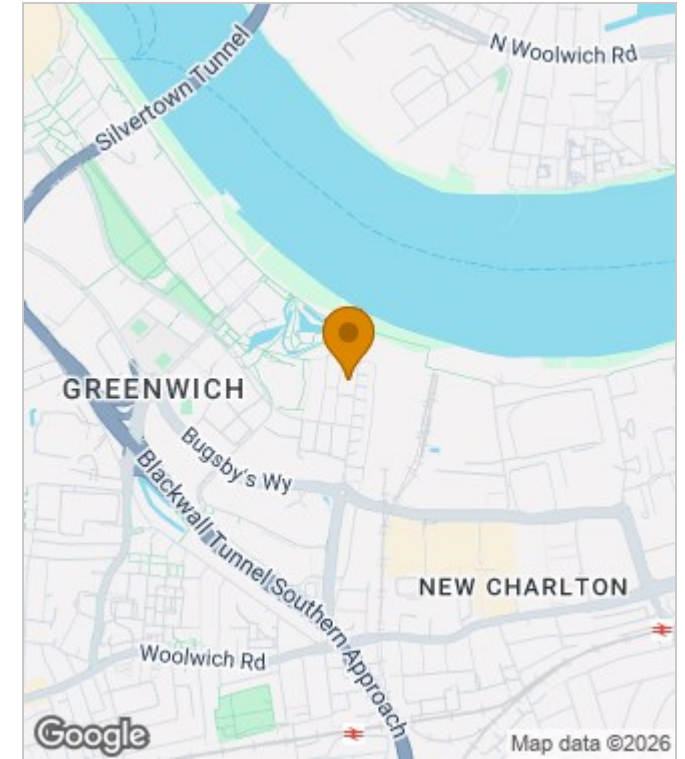 N Woolwich Rd
Silvertown Tunnel
GREENWICH
Bugsby's Wy
Blackwall Tunnel Southern Approach
NEW CHARLTON
Woolwich Rd
Google
Map data ©2026